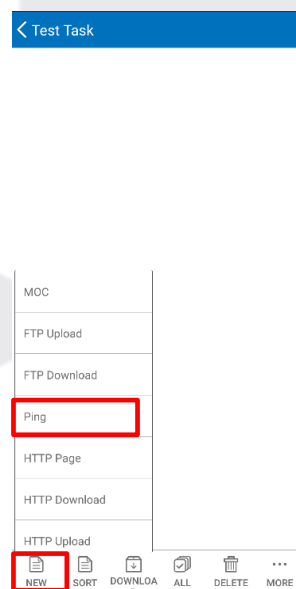 Test Task
MOC
FTP Upload
FTP Download
Ping
HTTP Page
HTTP Download
HTTP Upload
NEW SORT DOWNLOA ALL DELETE MORE